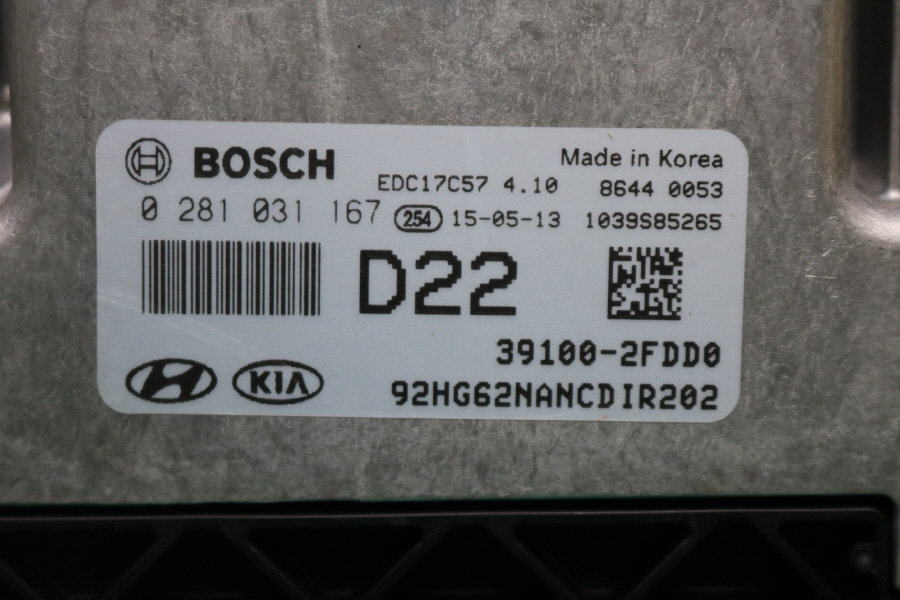 BOSCH
Made in Korea
EDC17C57 4.10 8644 0053
0 281 031 167 254 15-05-13 1039S85265
D22
39100-2FDD0
KIA
92HG62NANCDIR202